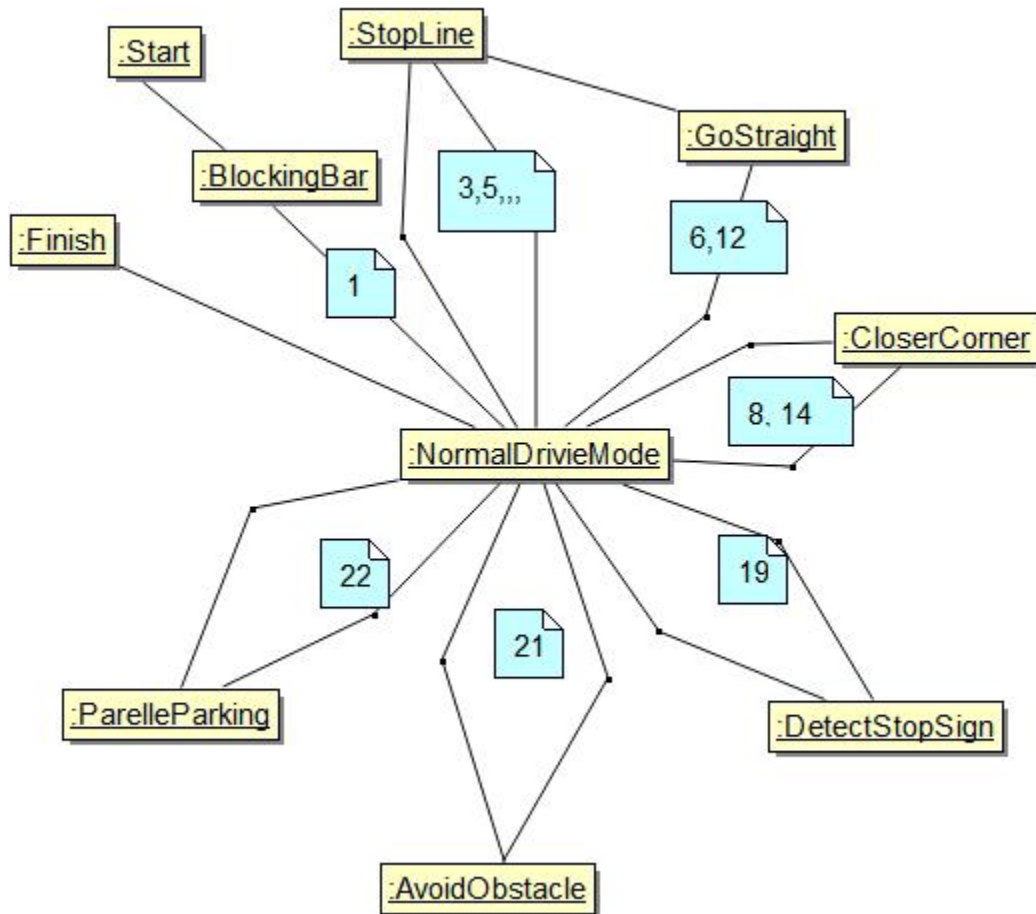 :StopLine
:Start
:GoStraight
:BlockingBar
3,5,,,
6,12
:Finish
1
:CloserCorner
8, 14
:NormalDrivieMode
22
19
21
:ParelleParking
:DetectStopSign
:AvoidObstacle